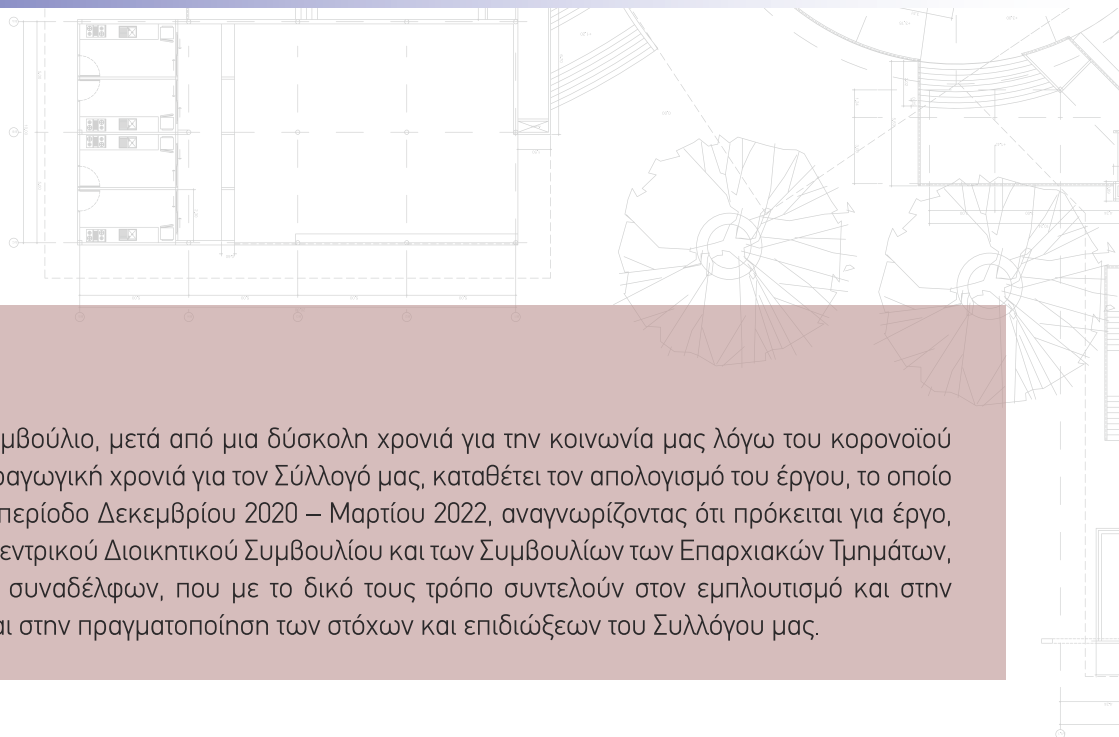 μβούλιο, μετά από μια δύσκολη χρονιά για την κοινωνία μας λόγω του κορονοϊού
ραγωγική χρονιά για τον Σύλλογό μας, καταθέτει τον απολογισμό του έργου, το οποίο
περίοδο Δεκεμβρίου 2020 – Μαρτίου 2022, αναγνωρίζοντας ότι πρόκειται για έργο,
εντρικού Διοικητικού Συμβουλίου και των Συμβουλίων των Επαρχιακών Τμημάτων,
συναδέλφων, που με το δικό τους τρόπο συντελούν στον εμπλουτισμό και στην
αι στην πραγματοποίηση των στόχων και επιδιώξεων του Συλλόγου μας.